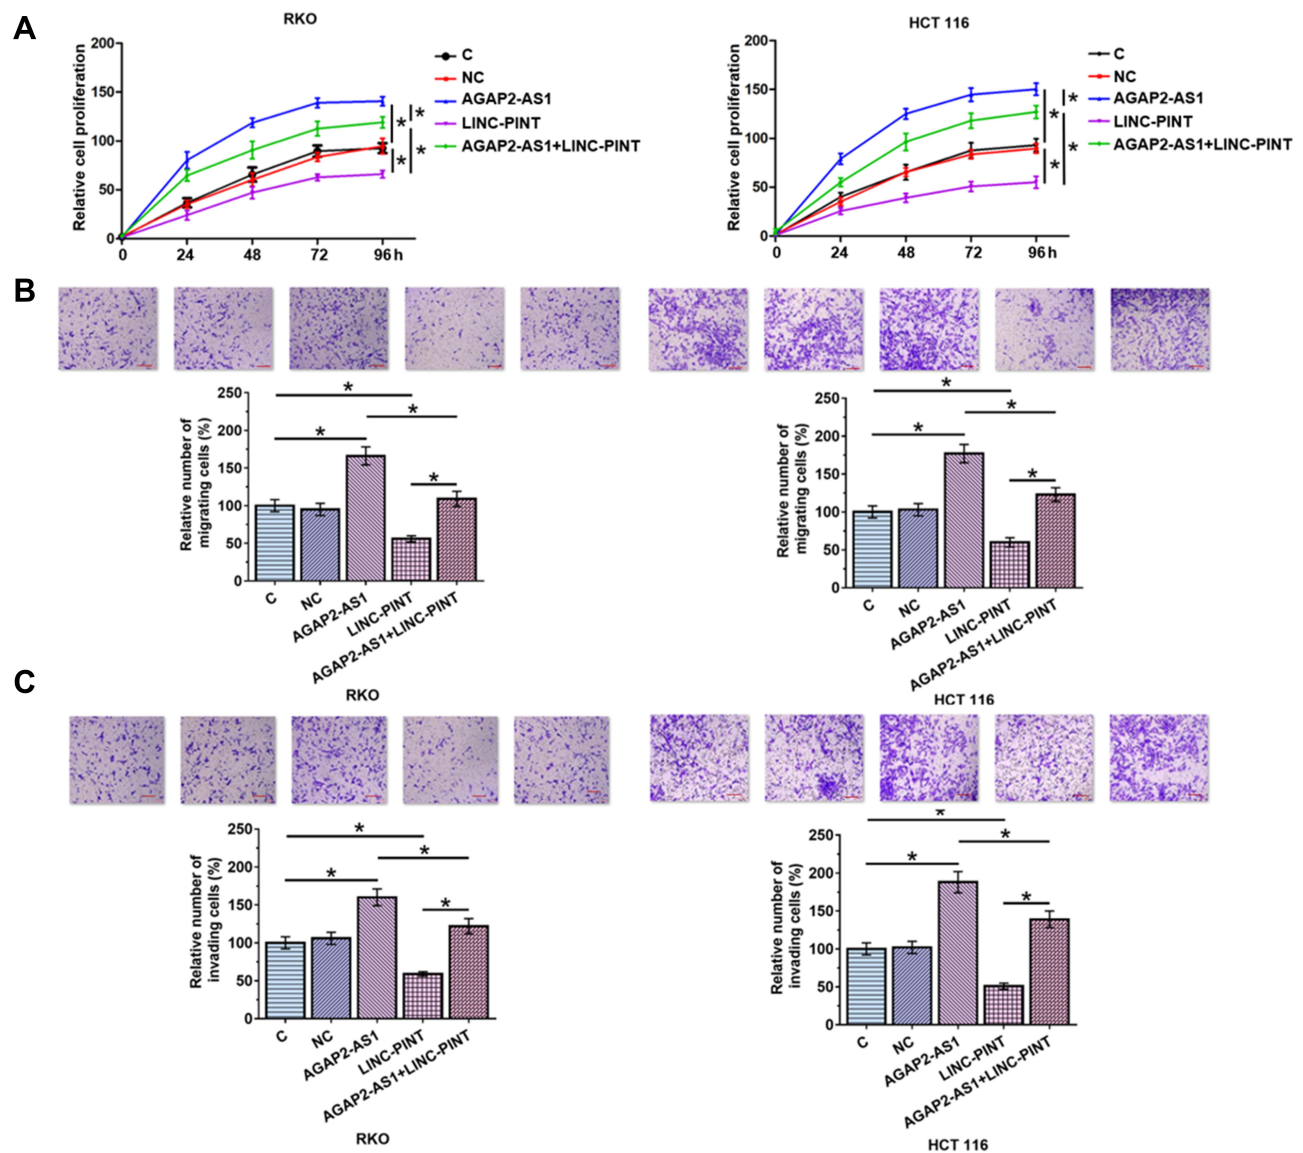 A
RKO
Relative cell proliferation
200
150
100
50
0
0 24 48 72 96 h
C
NC
AGAP2-AS1
LINC-PINT
AGAP2-AS1+LINC-PINT
* * * *
HCT 116
Relative cell proliferation
200
150
100
50
0
0 24 48 72 96 h
C
NC
AGAP2-AS1
LINC-PINT
AGAP2-AS1+LINC-PINT
* * * *
B
Relative number of
migrating cells (%)
250
200
150
100
50
0
* * * *
C
NC
AGAP2-AS1
LINC-PINT
AGAP2-AS1+LINC-PINT
RKO
Relative number of
migrating cells (%)
250
200
150
100
50
0
* * * *
C
NC
AGAP2-AS1
LINC-PINT
AGAP2-AS1+LINC-PINT
HCT 116
C
Relative number of
invading cells (%)
250
200
150
100
50
0
* * * *
C
NC
AGAP2-AS1
LINC-PINT
AGAP2-AS1+LINC-PINT
RKO
Relative number of
invading cells (%)
250
200
150
100
50
0
* * * *
C
NC
AGAP2-AS1
LINC-PINT
AGAP2-AS1+LINC-PINT
HCT 116